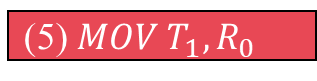 (5) MOV T₁, R₀